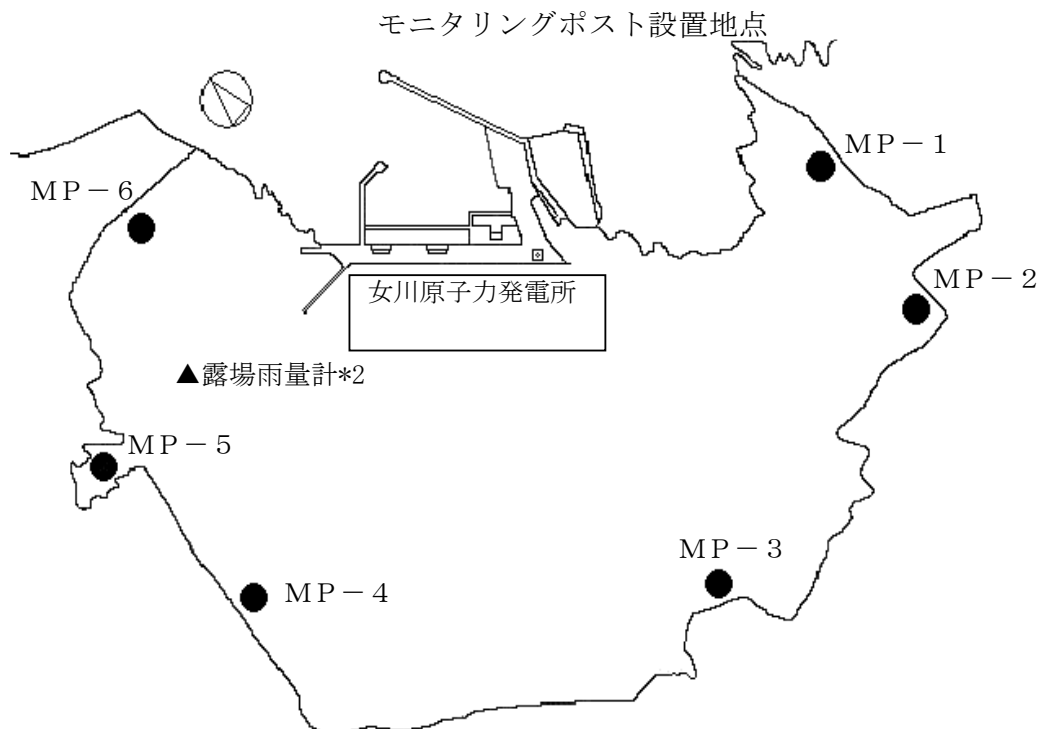 モニタリングポスト設置地点
ＭＰ－１
ＭＰ－６
ＭＰ－２
女川原子力発電所
▲露場雨量計*2
ＭＰ－５
ＭＰ－３
ＭＰ－４